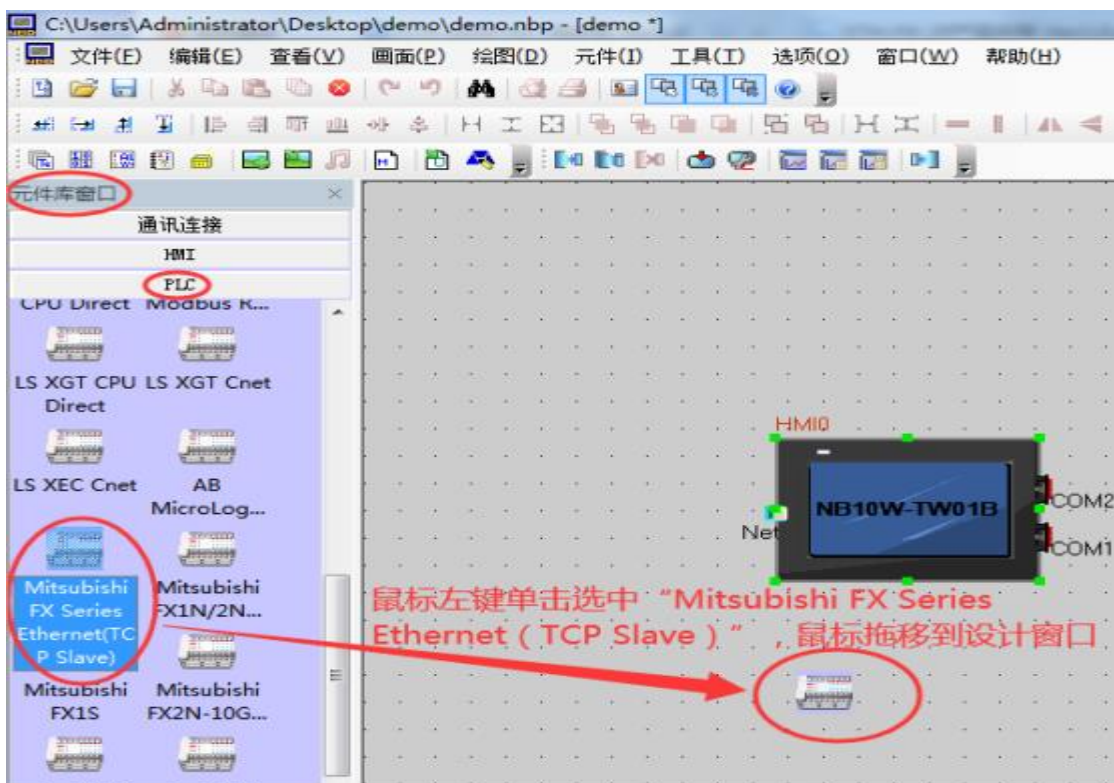 C:\Users\Administrator\Desktop\demo\demo.nbp - [demo *]
文件(F) 编辑(E) 查看(V) 画面(P) 绘图(D) 元件(I) 工具(T) 选项(O) 窗口(W) 帮助(H)
元件库窗口
通讯连接
HMI
PLC
CPU Direct Modbus R...
LS XGT CPU Direct
LS XGT Cnet
LS XEC Cnet
AB MicroLog...
Mitsubishi FX Series Ethernet(TCP Slave)
Mitsubishi FX1N/2N...
Mitsubishi FX1S
Mitsubishi FX2N-10G...
HMI0
NB10W-TW01B
COM2
Net
COM1
鼠标左键单击选中“Mitsubishi FX Series
Ethernet（TCP Slave）”，鼠标拖移到设计窗口